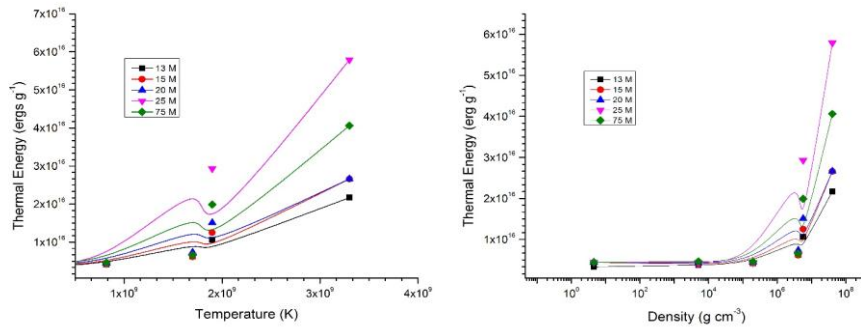 7x10¹⁶
6x10¹⁶
5x10¹⁶
4x10¹⁶
3x10¹⁶
2x10¹⁶
1x10¹⁶
Thermal Energy (ergs g⁻¹)
13 M
15 M
20 M
25 M
75 M
1x10⁹
2x10⁹
3x10⁹
4x10⁹
Temperature (K)
6x10¹⁶
5x10¹⁶
4x10¹⁶
3x10¹⁶
2x10¹⁶
1x10¹⁶
Thermal Energy (erg g⁻¹)
13 M
15 M
20 M
25 M
75 M
10⁰
10²
10⁴
10⁶
10⁸
Density (g cm⁻³)